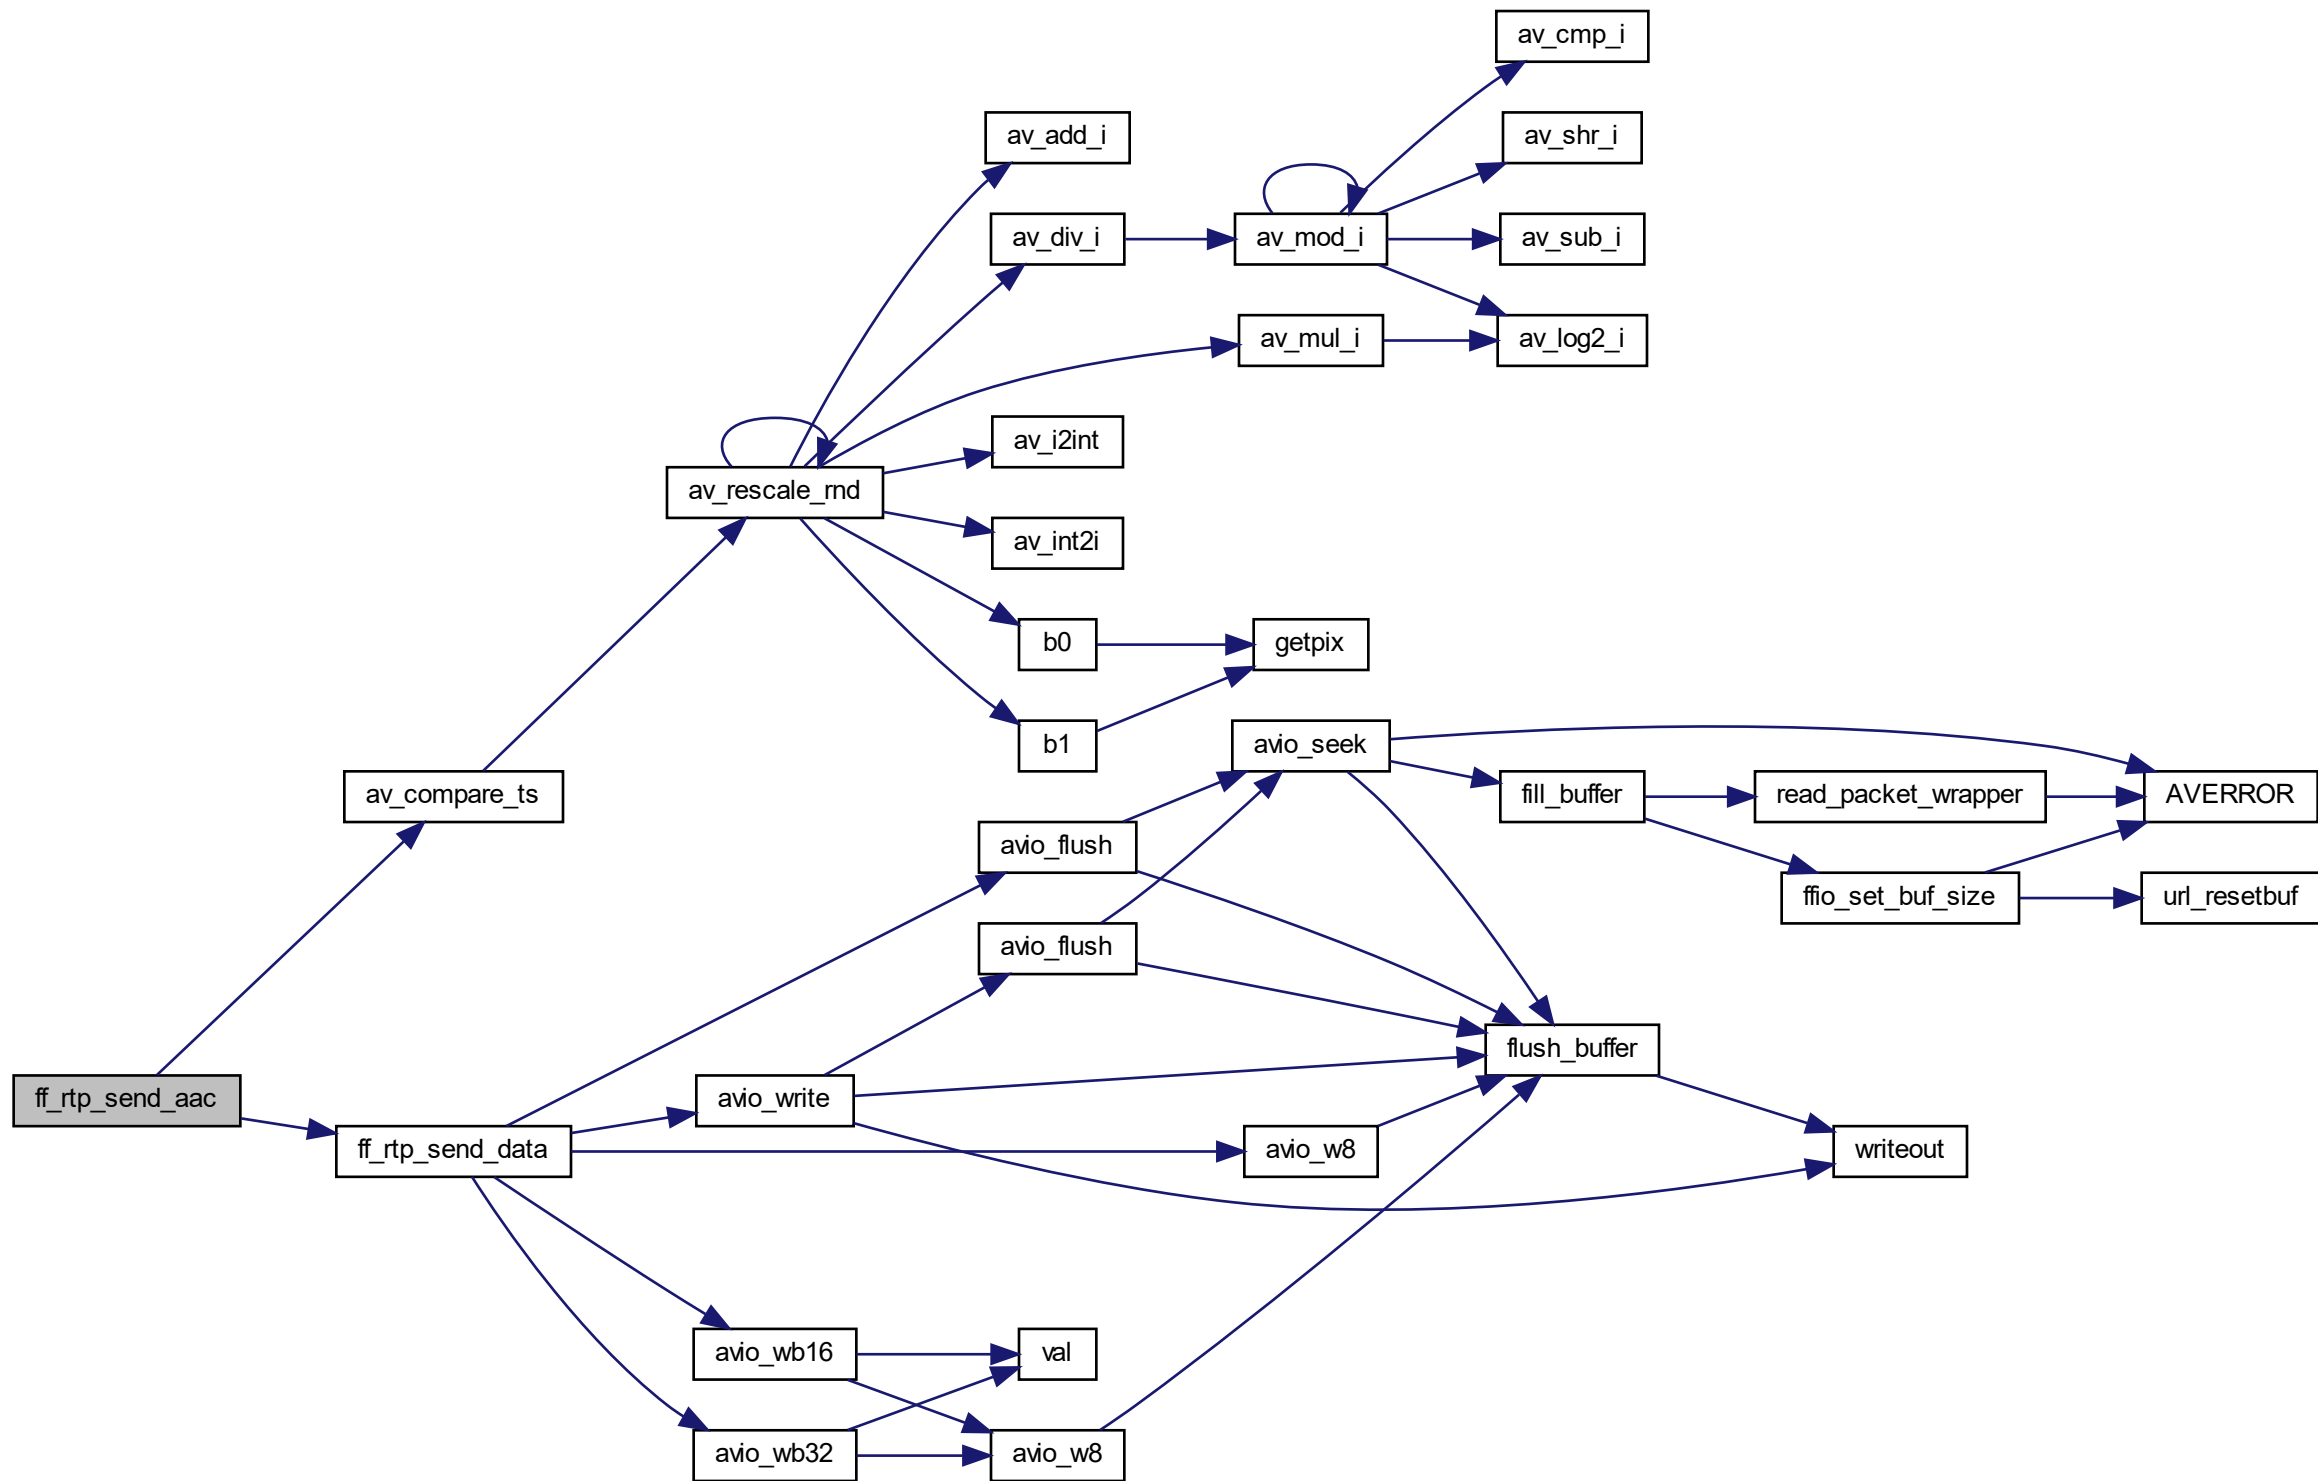 av_cmp_i
av_add_i
av_shr_i
av_div_i
av_mod_i
av_sub_i
av_mul_i
av_log2_i
av_i2int
av_rescale_rnd
av_int2i
b0
getpix
b1
avio_seek
av_compare_ts
fill_buffer
read_packet_wrapper
AVERROR
avio_flush
ffio_set_buf_size
url_resetbuf
avio_flush
flush_buffer
ff_rtp_send_aac
avio_write
ff_rtp_send_data
avio_w8
writeout
avio_wb16
val
avio_wb32
avio_w8